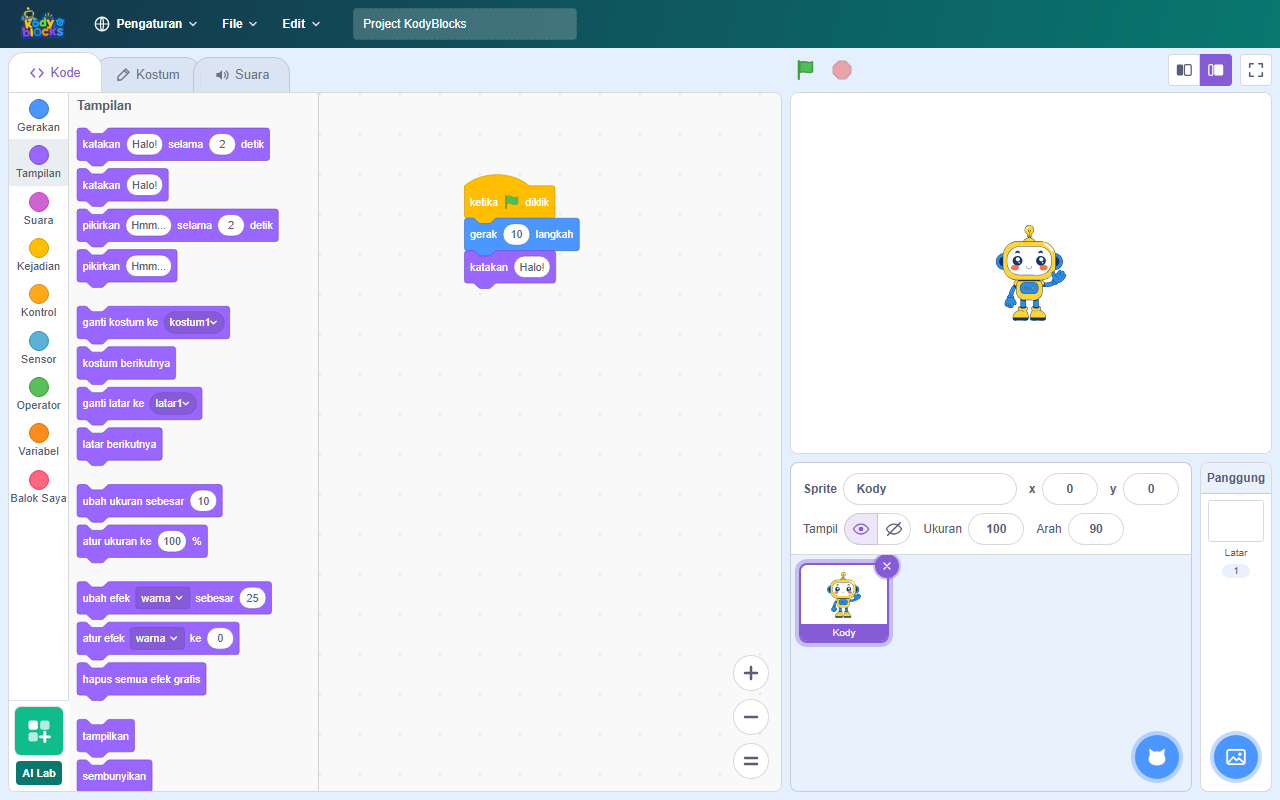 Kody blocks
Pengaturan File Edit Project KodyBlocks
Kode Kostum Suara
Gerakan
Tampilan
Suara
Kejadian
Kontrol
Sensor
Operator
Variabel
Balok Saya
AI Lab
Tampilan
katakan Halo! selama 2 detik
katakan Halo!
pikirkan Hmm... selama 2 detik
pikirkan Hmm...
ganti kostum ke kostum1
kostum berikutnya
ganti latar ke latar1
latar berikutnya
ubah ukuran sebesar 10
atur ukuran ke 100 %
ubah efek warna sebesar 25
atur efek warna ke 0
hapus semua efek grafis
tampilkan
sembunyikan
ketika diklik
gerak 10 langkah
katakan Halo!
Sprite Kody x 0 y 0
Tampil Ukuran 100 Arah 90
Kody
Panggung
Latar
1